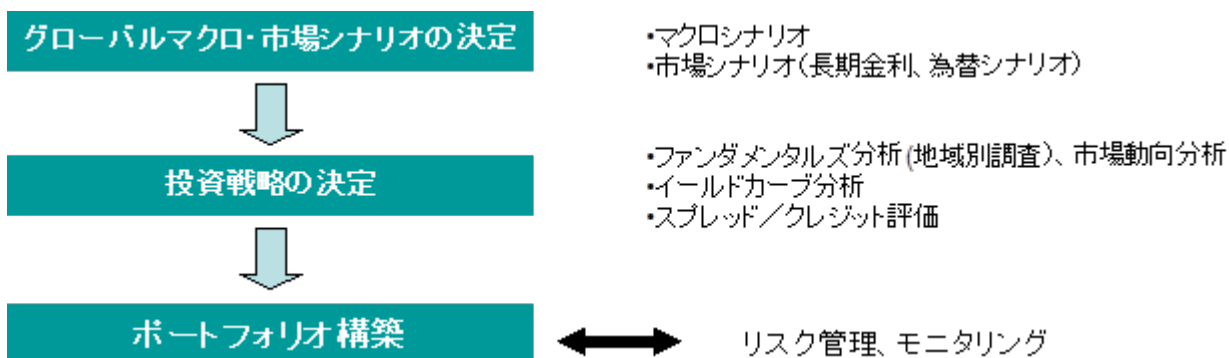 グローバルマクロ・市場シナリオの決定
・マクロシナリオ
・市場シナリオ(長期金利、為替シナリオ)
投資戦略の決定
・ファンダメンタルズ分析(地域別調査)、市場動向分析
・イールドカーブ分析
・スプレッド／クレジット評価
ポートフォリオ構築
リスク管理、モニタリング